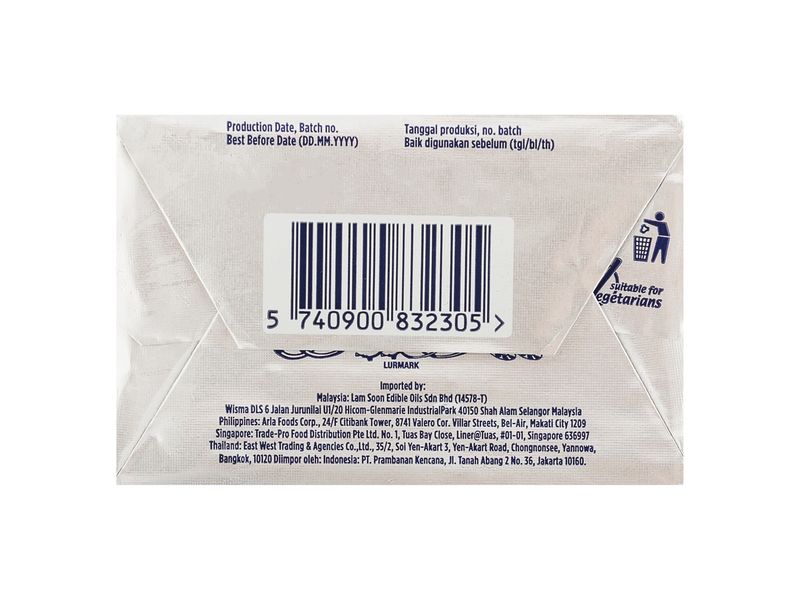 Production Date, Batch no.
Best Before Date (DD.MM.YYYY)
Tanggal produksi, no. batch
Baik digunakan sebelum (tgl/bl/th)
5 740900 832305 >
suitable for
egétarians
LURMARK
Imported by:
Malaysia: Lam Soon Edible Oils Sdn Bhd (14578-T)
Wisma DLS 6 Jalan Jurunilal U1/20 Hicom-Glenmarie IndustrialPark 40150 Shah Alam Selangor Malaysia
Philippines: Arla Foods Corp., 24/F Citibank Tower, 8741 Valero Cor. Villar Streets, Bel-Air, Makati City 1209
Singapore: Trade-Pro Food Distribution Pte Ltd. No. 1, Tuas Bay Close, Liner@Tuas, #01-01, Singapore 636997
Thailand: East West Trading & Agencies Co.,Ltd., 35/2, Soi Yen-Akart 3, Yen-Akart Road, Chongnonsee, Yannowa,
Bangkok, 10120 Diimpor oleh: Indonesia: PT. Prambanan Kencana, Jl. Tanah Abang 2 No. 36, Jakarta 10160.